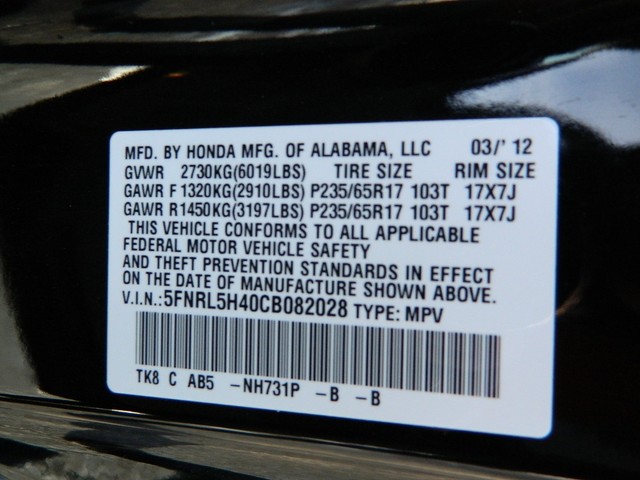 MFD. BY HONDA MFG. OF ALABAMA, LLC 03/' 12
GVWR 2730KG(6019LBS) TIRE SIZE RIM SIZE
GAWR F 1320KG(2910LBS) P235/65R17 103T 17X7J
GAWR R1450KG(3197LBS) P235/65R17 103T 17X7J
THIS VEHICLE CONFORMS TO ALL APPLICABLE
FEDERAL MOTOR VEHICLE SAFETY
AND THEFT PREVENTION STANDARDS IN EFFECT
ON THE DATE OF MANUFACTURE SHOWN ABOVE.
V.I.N.:5FNRL5H40CB082028 TYPE: MPV
TK8 C AB5 -NH731P -B -B